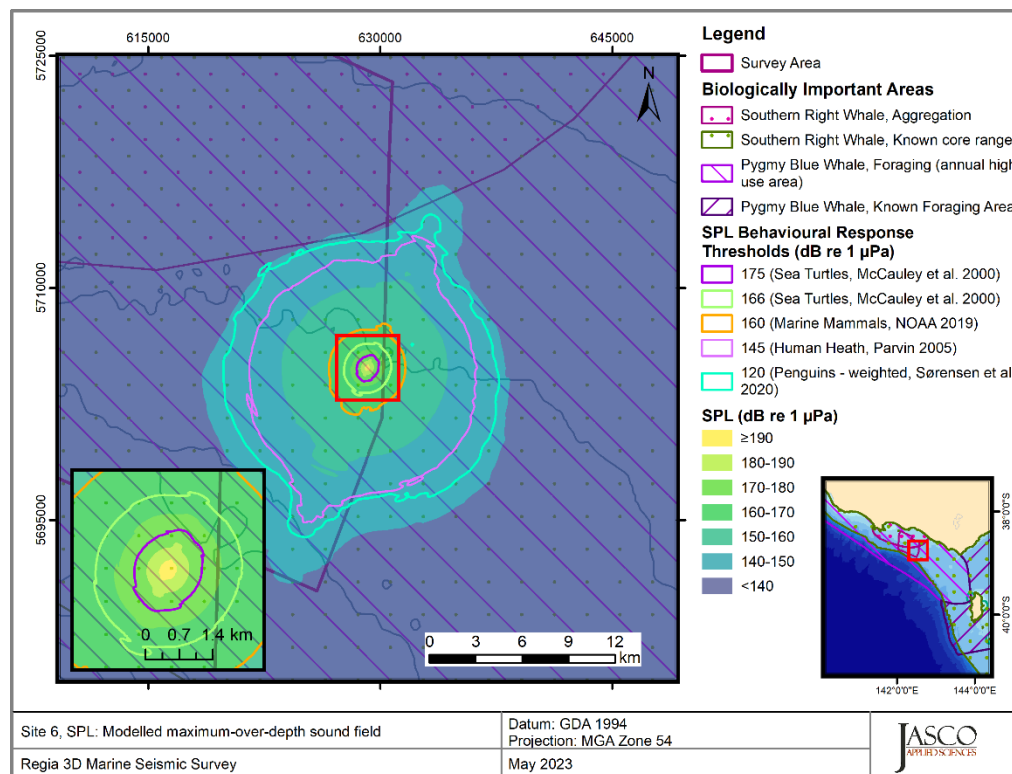 615000
630000
645000
5725000
5710000
5695000
N
0 0.7 1.4 km
0 3 6 9 12
km
Legend
Survey Area
Biologically Important Areas
Southern Right Whale, Aggregation
Southern Right Whale, Known core range
Pygmy Blue Whale, Foraging (annual high
use area)
Pygmy Blue Whale, Known Foraging Area
SPL Behavioural Response
Thresholds (dB re 1 µPa)
175 (Sea Turtles, McCauley et al. 2000)
166 (Sea Turtles, McCauley et al. 2000)
160 (Marine Mammals, NOAA 2019)
145 (Human Heath, Parvin 2005)
120 (Penguins - weighted, Sørensen et al
2020)
SPL (dB re 1 µPa)
≥190
180-190
170-180
160-170
150-160
140-150
<140
38°0'0"S
40°0'0"S
142°0'0"E
144°0'0"E
Site 6, SPL: Modelled maximum-over-depth sound field
Datum: GDA 1994
Projection: MGA Zone 54
Regia 3D Marine Seismic Survey
May 2023
JASCO
APPLIED SCIENCES